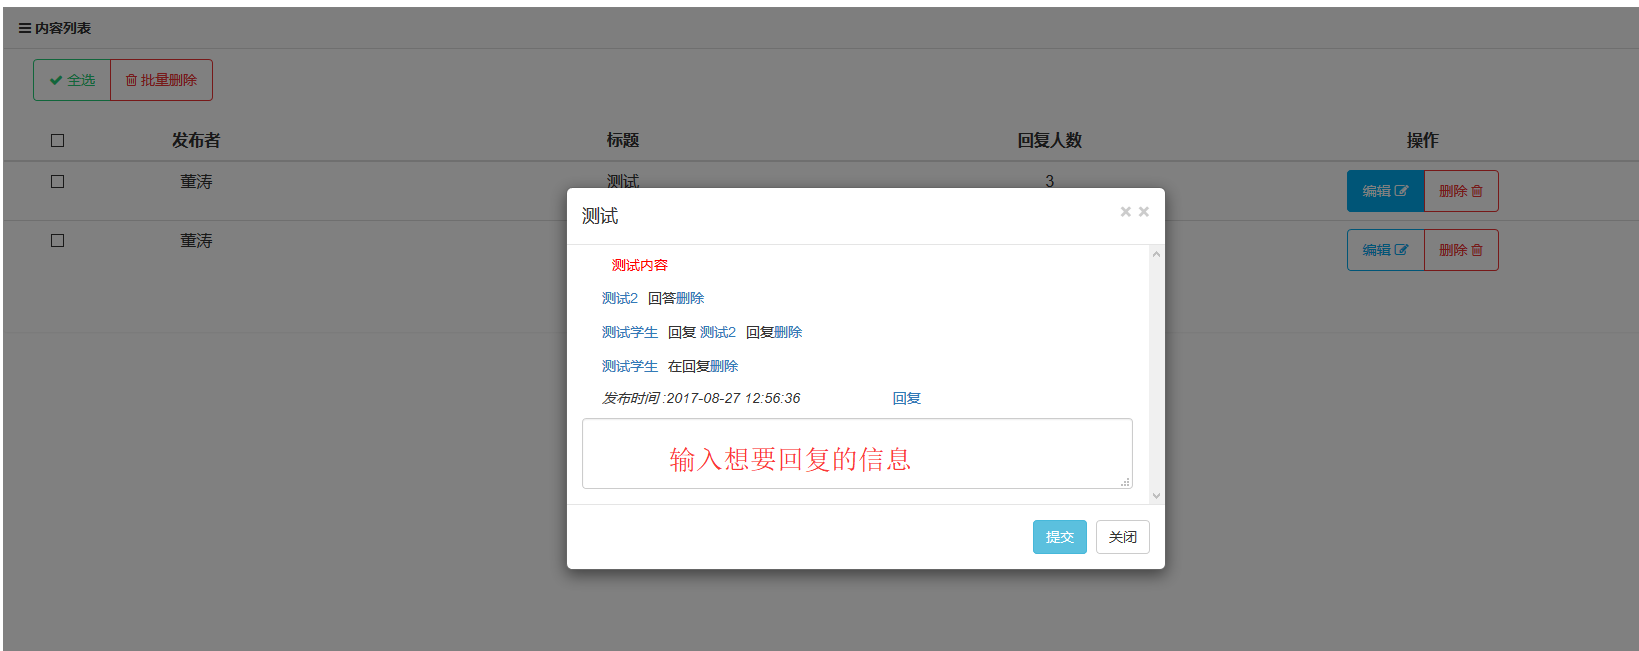 内容列表
全选 批量删除
发布者 标题 回复人数 操作
董涛 测试 3 编辑 删除
董涛 编辑 删除
测试
测试内容
测试2 回答删除
测试学生 回复 测试2 回复删除
测试学生 在回复删除
发布时间 :2017-08-27 12:56:36 回复
输入想要回复的信息
提交 关闭